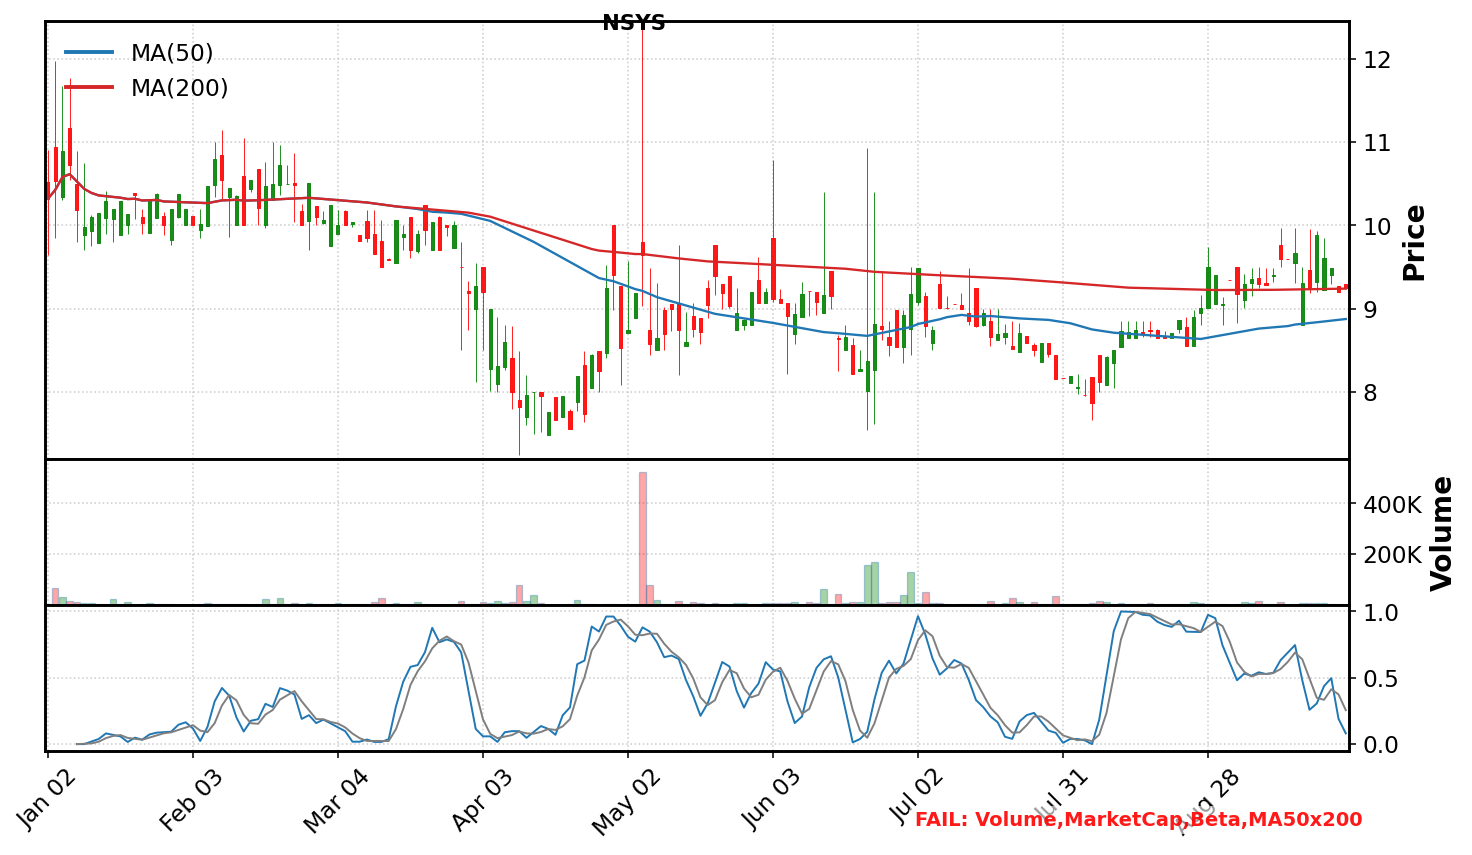 NSYS
MA(50)
MA(200)
12
11
10
9
8
Price
400K
200K
Volume
1.0
0.5
0.0
Jan 02
Feb 03
Mar 04
Apr 03
May 02
Jun 03
Jul 02
Jul 31
Aug 28
FAIL: Volume,MarketCap,Beta,MA50x200